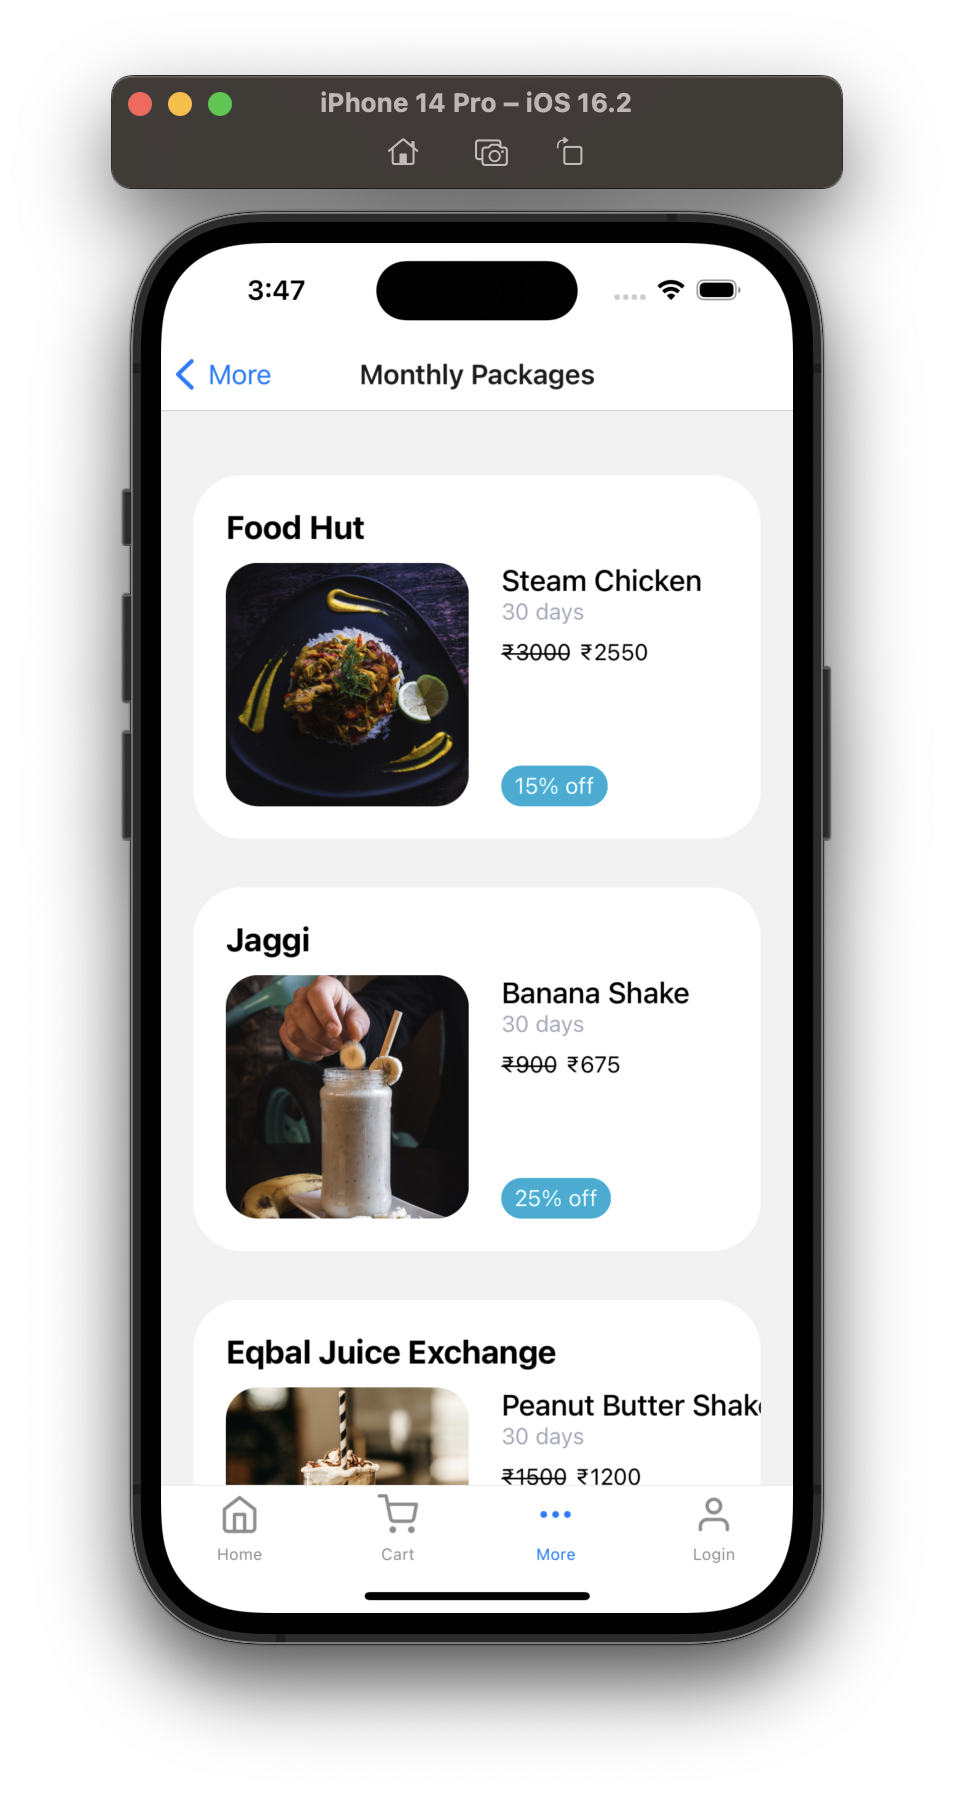 iPhone 14 Pro – iOS 16.2
3:47
More
Monthly Packages
Food Hut
Steam Chicken
30 days
₹3000 ₹2550
15% off
Jaggi
Banana Shake
30 days
₹900 ₹675
25% off
Eqbal Juice Exchange
Peanut Butter Shak
30 days
₹1500 ₹1200
Home
Cart
More
Login